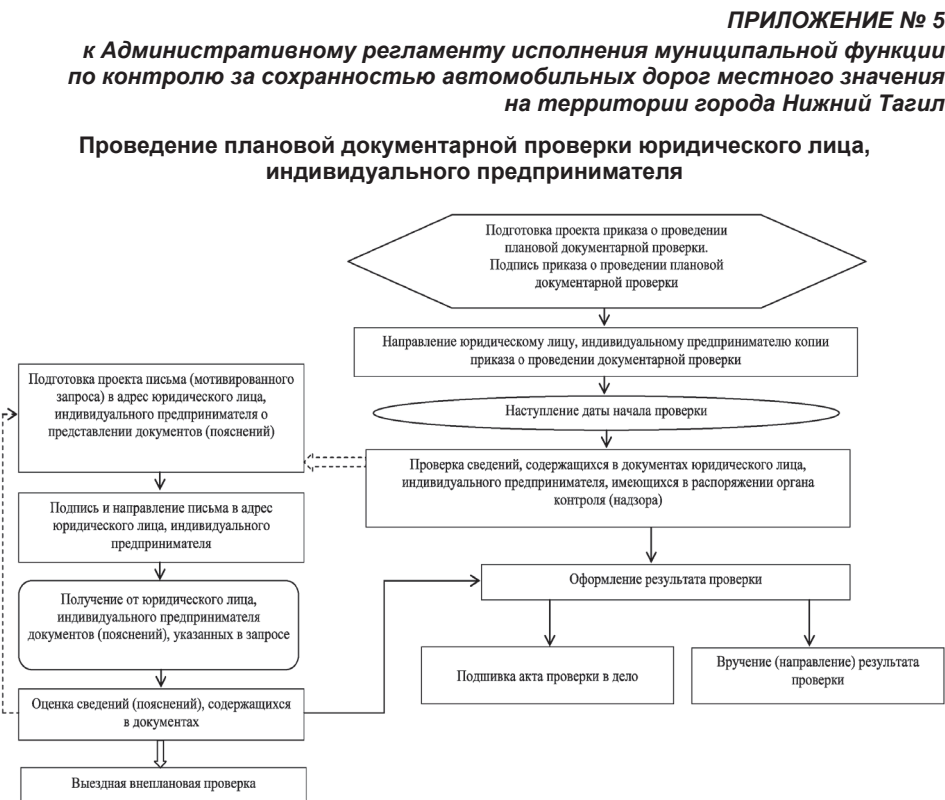 ПРИЛОЖЕНИЕ № 5
к Административному регламенту исполнения муниципальной функции
по контролю за сохранностью автомобильных дорог местного значения
на территории города Нижний Тагил
Проведение плановой документарной проверки юридического лица,
индивидуального предпринимателя
Подготовка проекта приказа о проведении
плановой документарной проверки.
Подпись приказа о проведении плановой
документарной проверки
Направление юридическому лицу, индивидуальному предпринимателю копии
приказа о проведении документарной проверки
Наступление даты начала проверки
Проверка сведений, содержащихся в документах юридического лица,
индивидуального предпринимателя, имеющихся в распоряжении органа
контроля (надзора)
Подготовка проекта письма (мотивированного
запроса) в адрес юридического лица,
индивидуального предпринимателя о
представлении документов (пояснений)
Подпись и направление письма в адрес
юридического лица, индивидуального
предпринимателя
Получение от юридического лица,
индивидуального предпринимателя
документов (пояснений), указанных в запросе
Оценка сведений (пояснений), содержащихся
в документах
Выездная внеплановая проверка
Оформление результата проверки
Подшивка акта проверки в дело
Вручение (направление) результата
проверки